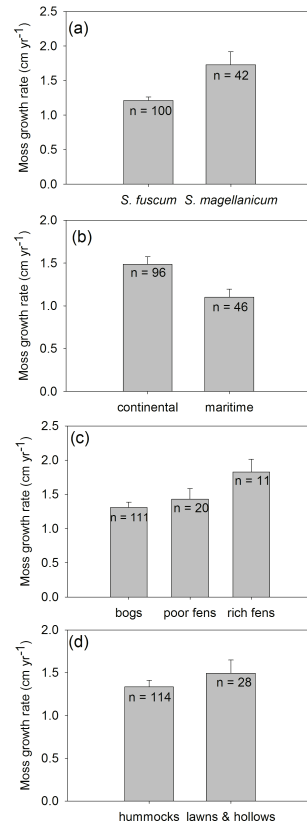 (a)
Moss growth rate (cm yr⁻¹)
2.5
2.0
1.5
1.0
0.5
0.0
n = 100
n = 42
S. fuscum S. magellanicum
(b)
Moss growth rate (cm yr⁻¹)
2.0
1.5
1.0
0.5
0.0
n = 96
n = 46
continental maritime
(c)
Moss growth rate (cm yr⁻¹)
2.5
2.0
1.5
1.0
0.5
0.0
n = 111
n = 20
n = 11
bogs poor fens rich fens
(d)
Moss growth rate (cm yr⁻¹)
2.0
1.5
1.0
0.5
0.0
n = 114
n = 28
hummocks lawns & hollows